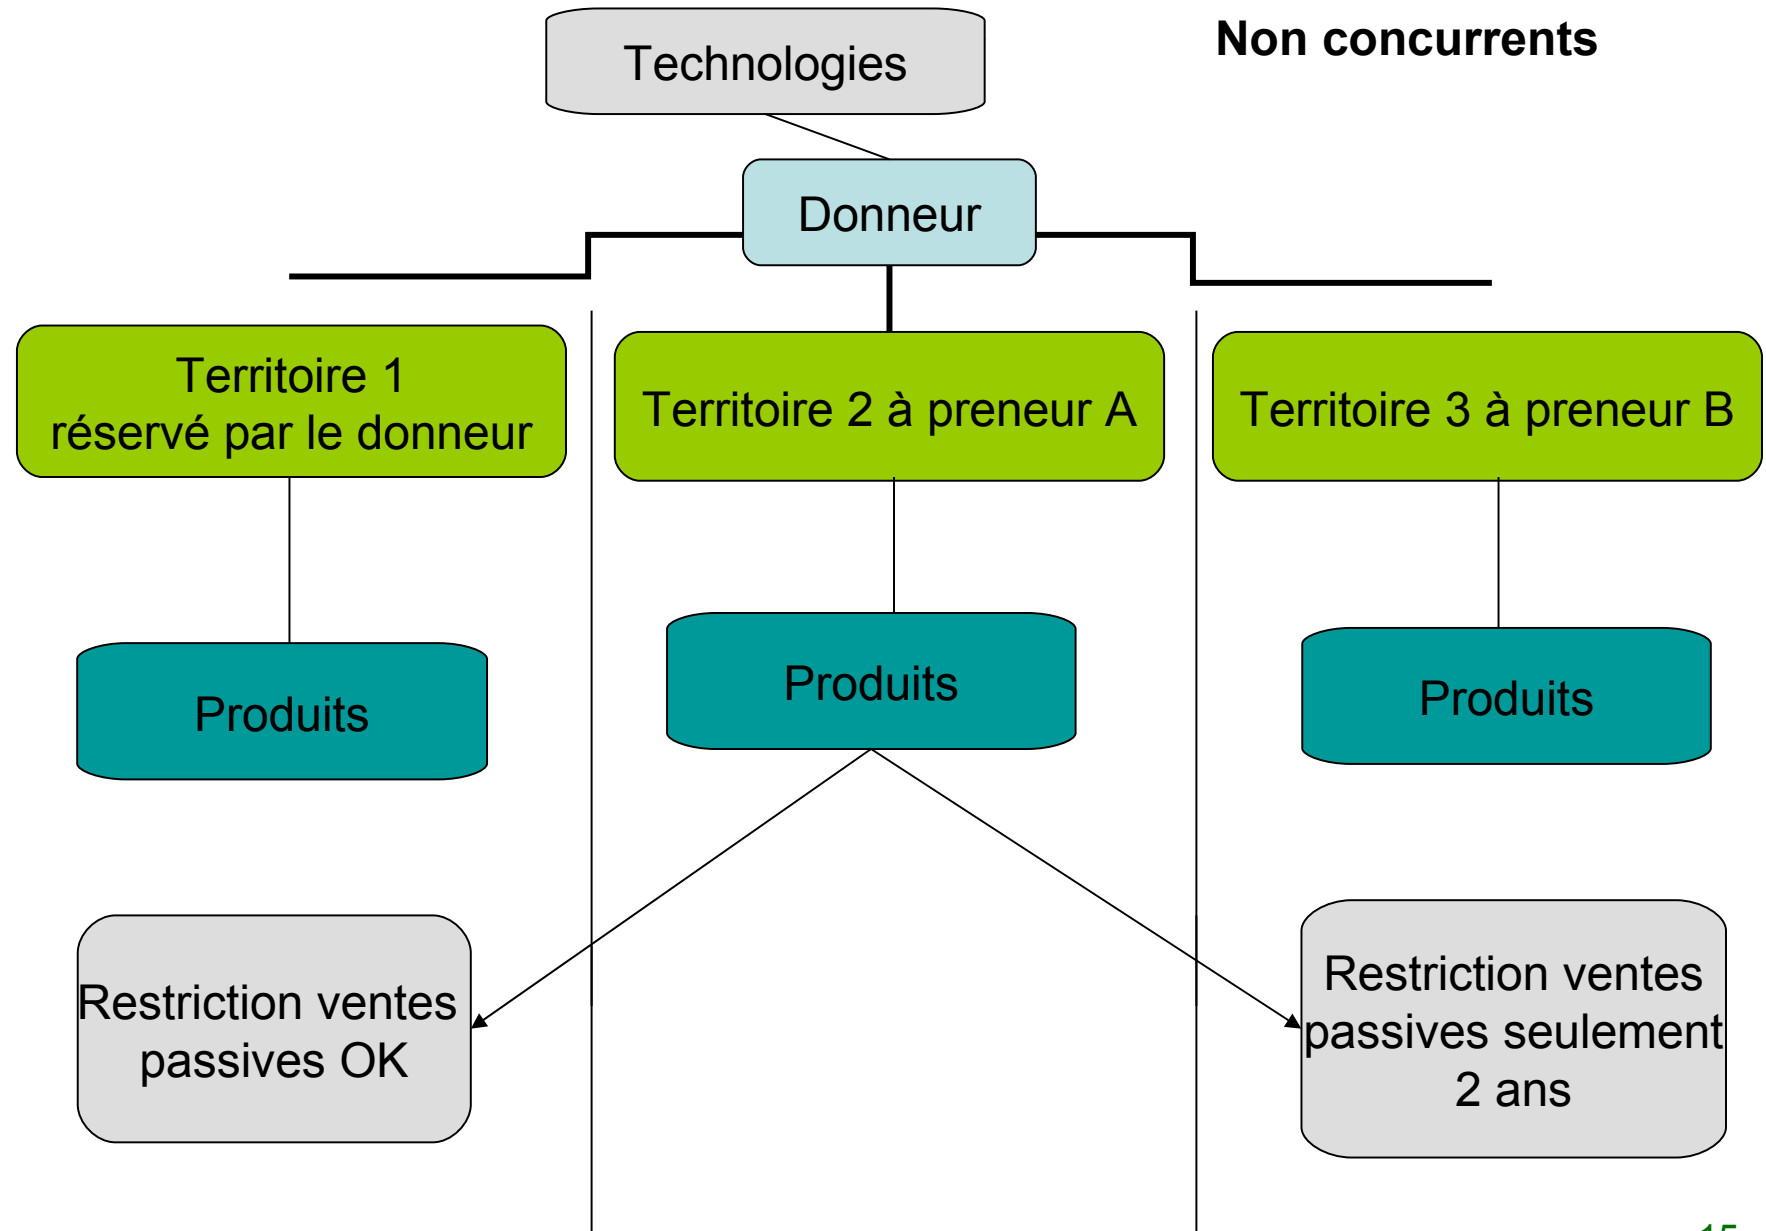 Non concurrents
Technologies
Donneur
Territoire 1
réservé par le donneur
Territoire 2 à preneur A
Territoire 3 à preneur B
Produits
Produits
Produits
Restriction ventes
passives OK
Restriction ventes
passives seulement
2 ans
15